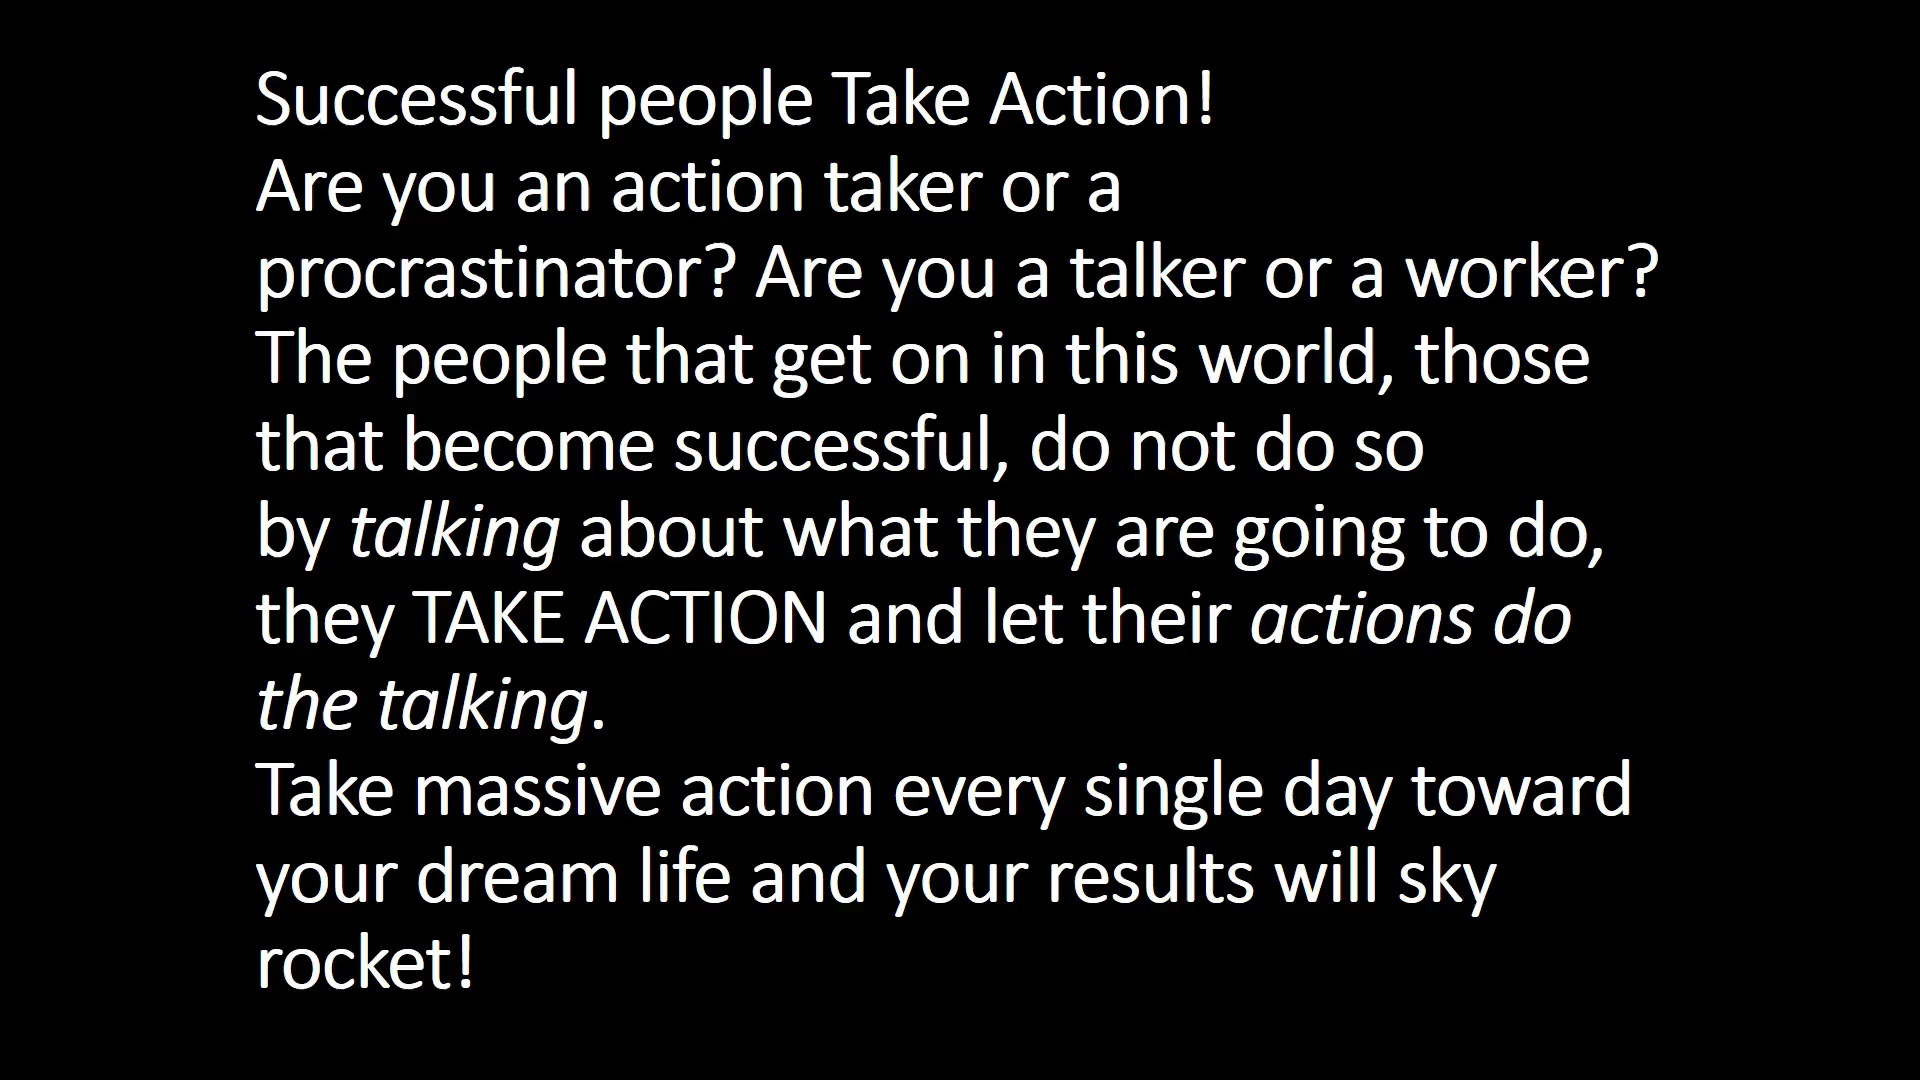 Successful people Take Action!
Are you an action taker or a
procrastinator? Are you a talker or a worker?
The people that get on in this world, those
that become successful, do not do so
by talking about what they are going to do,
they TAKE ACTION and let their actions do
the talking.
Take massive action every single day toward
your dream life and your results will sky
rocket!